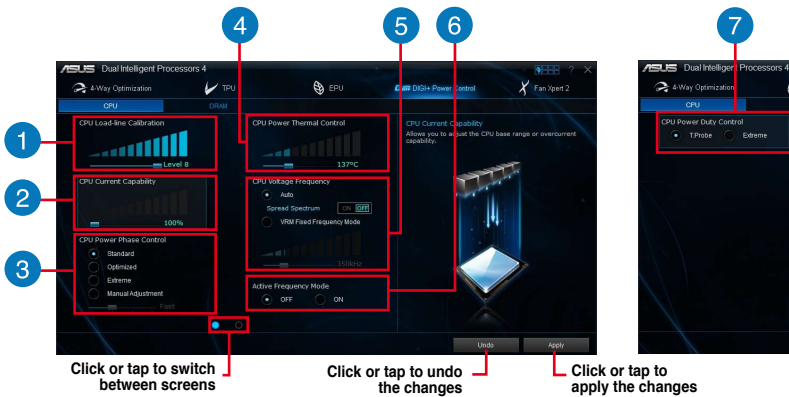 4
5
6
7
ASUS Dual Intelligent Processors 4
?
4-Way Optimization
TPU
EPU
DIGI+ Power Control
Fan Xpert 2
CPU
DRAM
1
CPU Load-line Calibration
Level 8
2
CPU Current Capability
100%
3
CPU Power Phase Control
Standard
Optimized
Extreme
Manual Adjustment
Fast
CPU Power Thermal Control
137°C
CPU Voltage Frequency
Auto
Spread Spectrum
ON OFF
VRM Fixed Frequency Mode
350kHz
Active Frequency Mode
OFF
ON
CPU Current Capability
Allows you to adjust the CPU base range or overcurrent
capability.
Undo
Apply
ASUS Dual Intelligent Processors 4
4-Way Optimization
CPU
CPU Power Duty Control
T.Probe
Extreme
Click or tap to switch
between screens
Click or tap to undo
the changes
Click or tap to
apply the changes